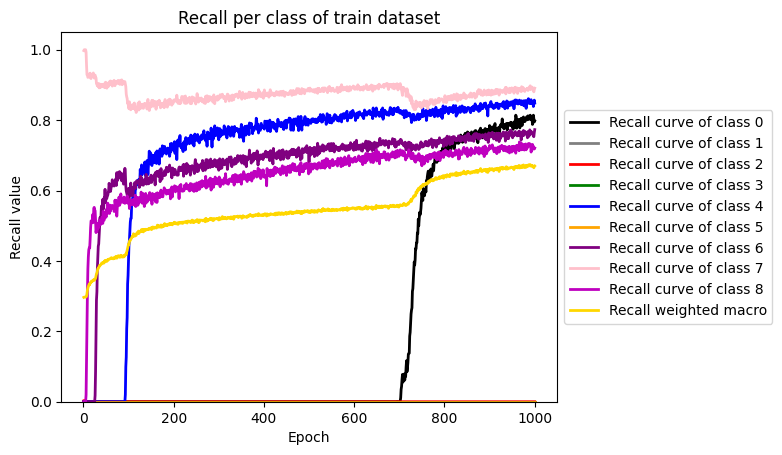 Recall per class of train dataset
Recall value
1.0
0.8
0.6
0.4
0.2
0.0
0
200
400
600
800
1000
Epoch
Recall curve of class 0
Recall curve of class 1
Recall curve of class 2
Recall curve of class 3
Recall curve of class 4
Recall curve of class 5
Recall curve of class 6
Recall curve of class 7
Recall curve of class 8
Recall weighted macro